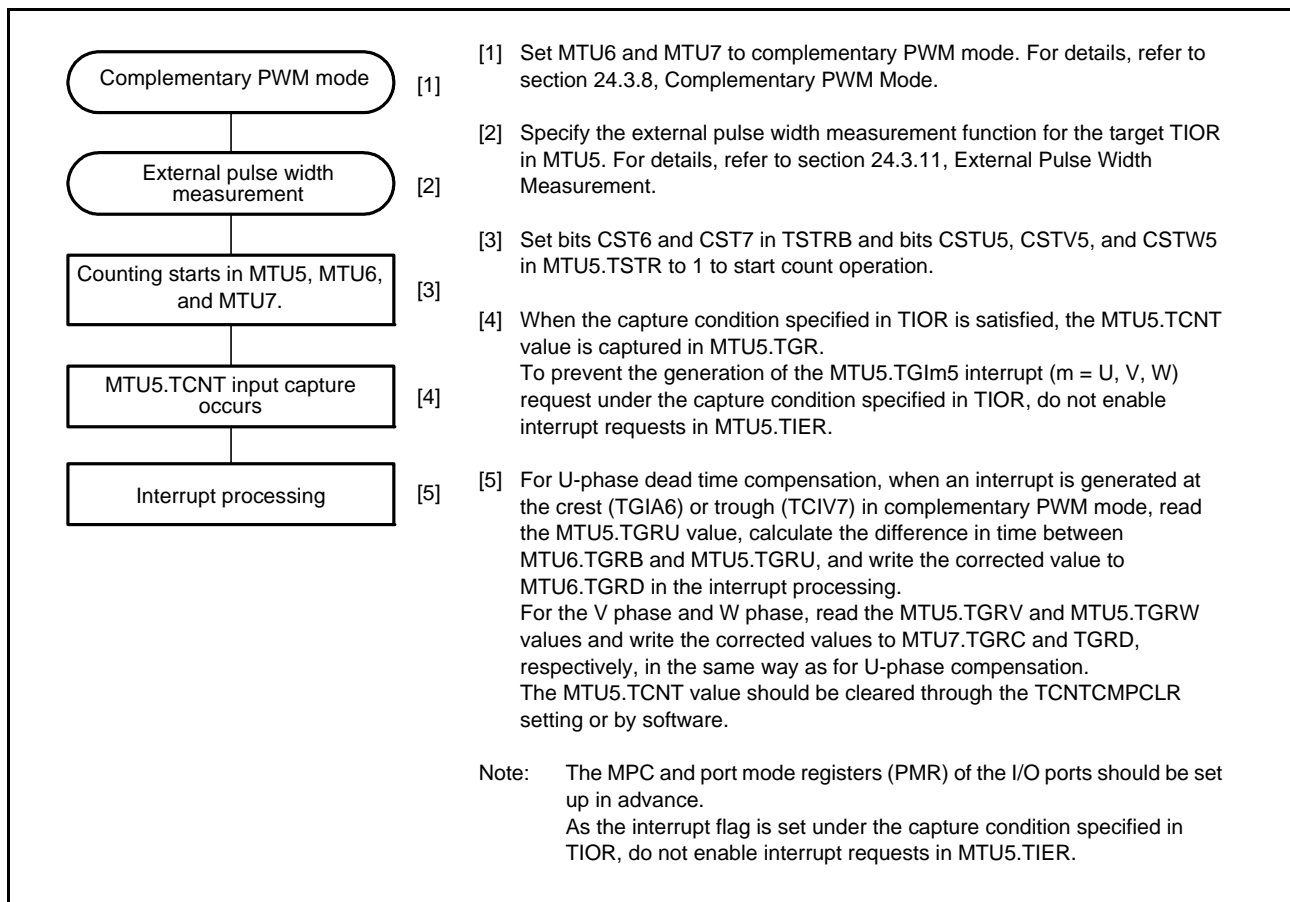 Complementary PWM mode
[1]
External pulse width
measurement
[2]
Counting starts in MTU5, MTU6,
and MTU7.
[3]
MTU5.TCNT input capture
occurs
[4]
Interrupt processing
[5]
[1] Set MTU6 and MTU7 to complementary PWM mode. For details, refer to
section 24.3.8, Complementary PWM Mode.
[2] Specify the external pulse width measurement function for the target TIOR
in MTU5. For details, refer to section 24.3.11, External Pulse Width
Measurement.
[3] Set bits CST6 and CST7 in TSTRB and bits CSTU5, CSTV5, and CSTW5
in MTU5.TSTR to 1 to start count operation.
[4] When the capture condition specified in TIOR is satisfied, the MTU5.TCNT
value is captured in MTU5.TGR.
To prevent the generation of the MTU5.TGIm5 interrupt (m = U, V, W)
request under the capture condition specified in TIOR, do not enable
interrupt requests in MTU5.TIER.
[5] For U-phase dead time compensation, when an interrupt is generated at
the crest (TGIA6) or trough (TCIV7) in complementary PWM mode, read
the MTU5.TGRU value, calculate the difference in time between
MTU6.TGRB and MTU5.TGRU, and write the corrected value to
MTU6.TGRD in the interrupt processing.
For the V phase and W phase, read the MTU5.TGRV and MTU5.TGRW
values and write the corrected values to MTU7.TGRC and TGRD,
respectively, in the same way as for U-phase compensation.
The MTU5.TCNT value should be cleared through the TCNTCMPCLR
setting or by software.
Note: The MPC and port mode registers (PMR) of the I/O ports should be set
up in advance.
As the interrupt flag is set under the capture condition specified in
TIOR, do not enable interrupt requests in MTU5.TIER.